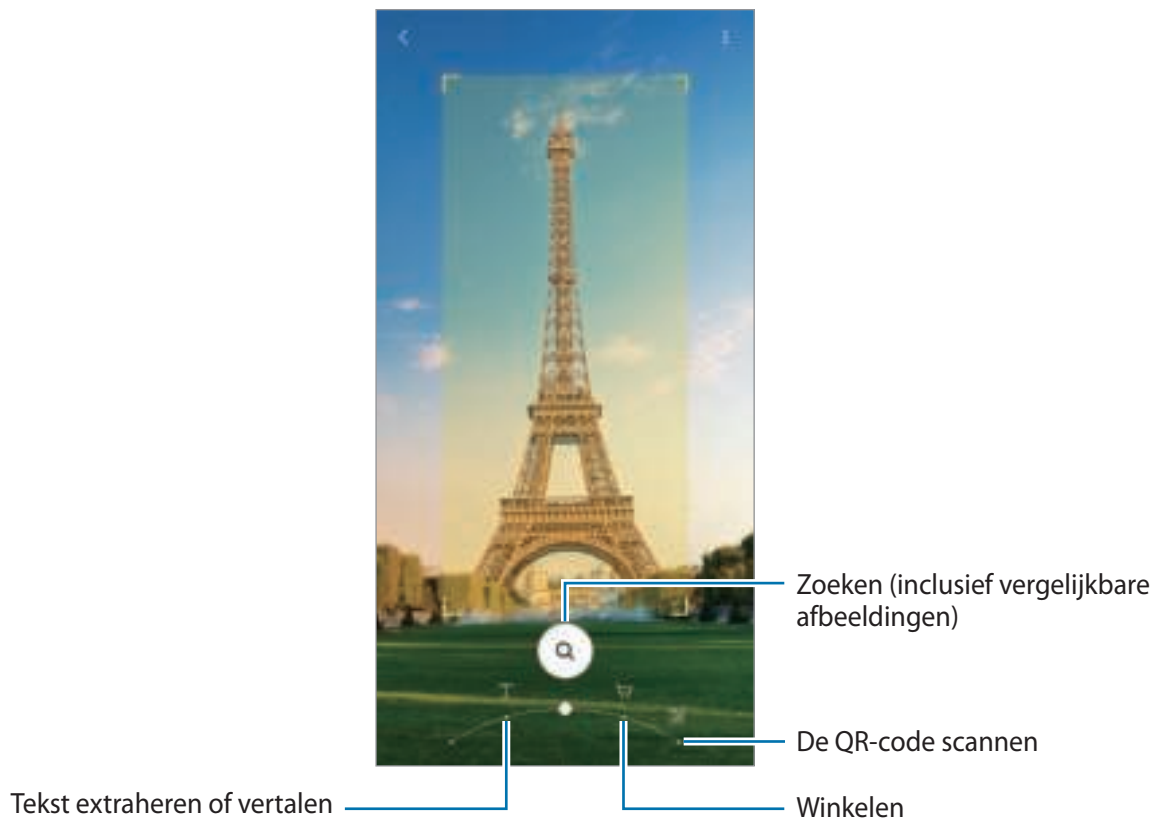 Zoeken (inclusief vergelijkbare
afbeeldingen)
De QR-code scannen
Tekst extraheren of vertalen
Winkelen